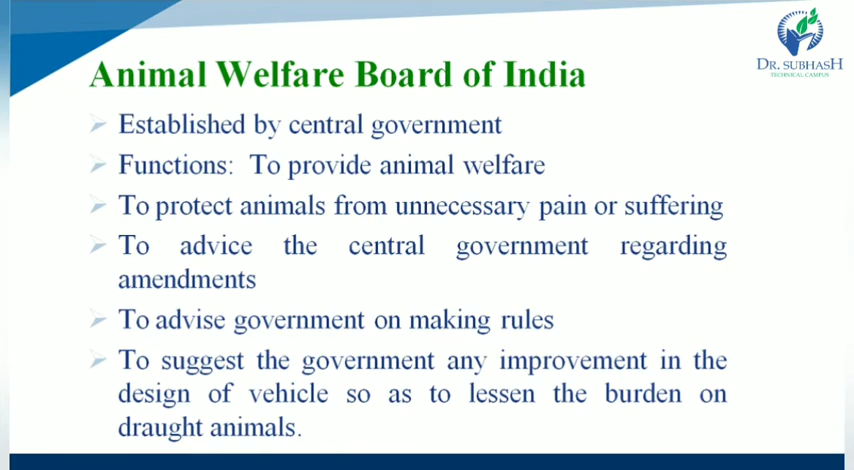 DR. SUBHASH
TECHNICAL CAMPUS
Animal Welfare Board of India
Established by central government
Functions: To provide animal welfare
To protect animals from unnecessary pain or suffering
To advice the central government regarding
amendments
To advise government on making rules
To suggest the government any improvement in the
design of vehicle so as to lessen the burden on
draught animals.